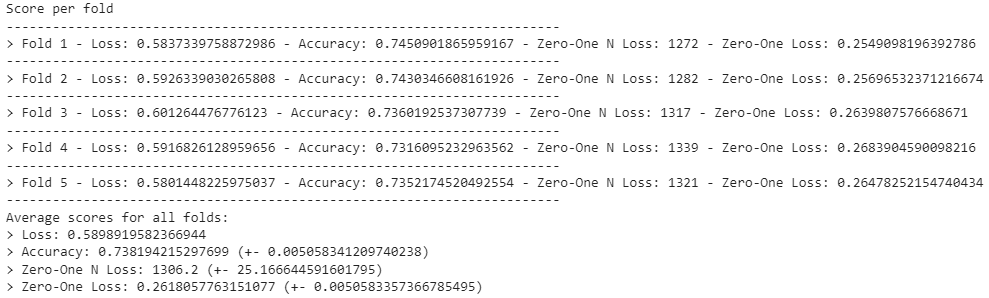 Score per fold
------------------------------------------------------------------------
> Fold 1 - Loss: 0.5837339758872986 - Accuracy: 0.7450901865959167 - Zero-One N Loss: 1272 - Zero-One Loss: 0.2549098196392786
------------------------------------------------------------------------
> Fold 2 - Loss: 0.5926339030265808 - Accuracy: 0.7430346608161926 - Zero-One N Loss: 1282 - Zero-One Loss: 0.25696532371216674
------------------------------------------------------------------------
> Fold 3 - Loss: 0.601264476776123 - Accuracy: 0.7360192537307739 - Zero-One N Loss: 1317 - Zero-One Loss: 0.2639807576668671
------------------------------------------------------------------------
> Fold 4 - Loss: 0.5916826128959656 - Accuracy: 0.7316095232963562 - Zero-One N Loss: 1339 - Zero-One Loss: 0.2683904590098216
------------------------------------------------------------------------
> Fold 5 - Loss: 0.5801448225975037 - Accuracy: 0.7352174520492554 - Zero-One N Loss: 1321 - Zero-One Loss: 0.26478252154740434
------------------------------------------------------------------------
Average scores for all folds:
> Loss: 0.5898919582366944
> Accuracy: 0.738194215297699 (+- 0.005058341209740238)
> Zero-One N Loss: 1306.2 (+- 25.166644591601795)
> Zero-One Loss: 0.2618057763151077 (+- 0.0050583357366785495)